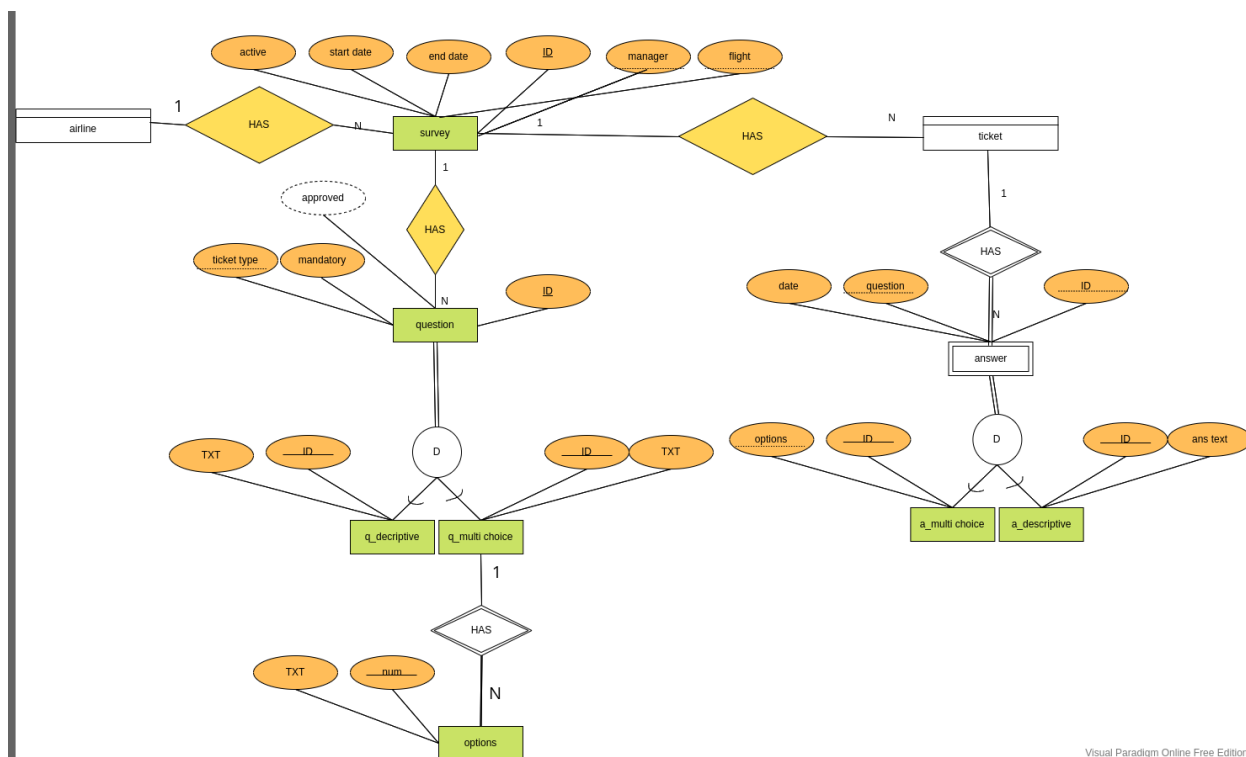 active
start date
end date
ID
manager
flight
1
HAS
N
airline
survey
1
HAS
N
ticket
1
approved
HAS
1
HAS
ticket type
mandatory
ID
N
question
date
question
ID
N
answer
TXT
ID
D
ID
TXT
options
ID
D
ID
ans text
q_decriptive
q_multi choice
a_multi choice
a_descriptive
1
HAS
TXT
num
N
options
Visual Paradigm Online Free Edition